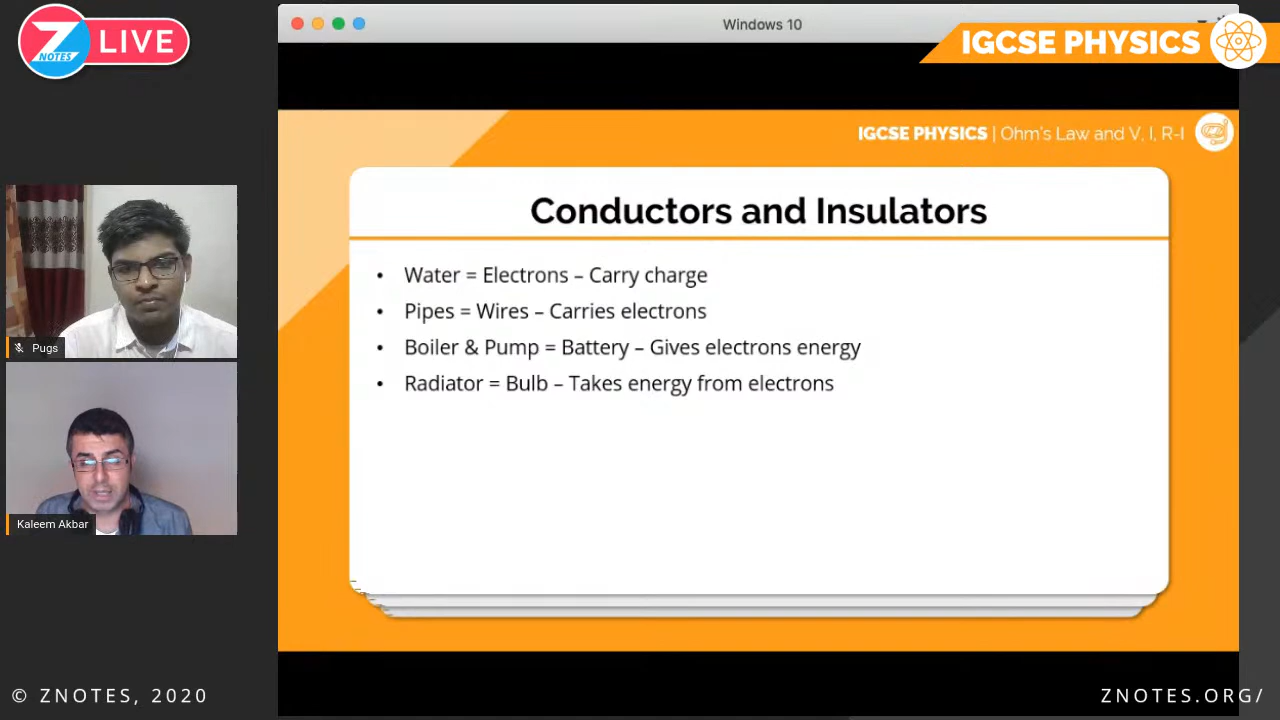 Z
NOTES
LIVE
Windows 10
IGCSE PHYSICS
IGCSE PHYSICS | Ohm's Law and V, I, R-I
Conductors and Insulators
• Water = Electrons – Carry charge
• Pipes = Wires – Carries electrons
• Boiler & Pump = Battery – Gives electrons energy
• Radiator = Bulb – Takes energy from electrons
Pugs
Kaleem Akbar
© ZNOTES, 2020
ZNOTES.ORG/